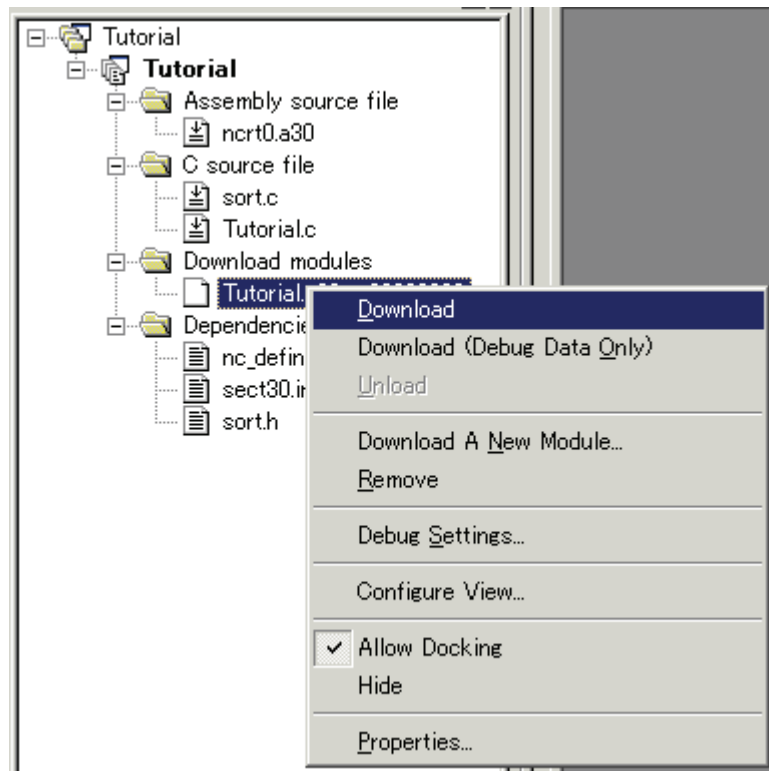 Tutorial
Tutorial
Assembly source file
ncrt0.a30
C source file
sort.c
Tutorial.c
Download modules
Tutorial.
Dependencie
nc_defin
sect30.in
sort.h
Download
Download (Debug Data Only)
Unload
Download A New Module...
Remove
Debug Settings...
Configure View...
Allow Docking
Hide
Properties...